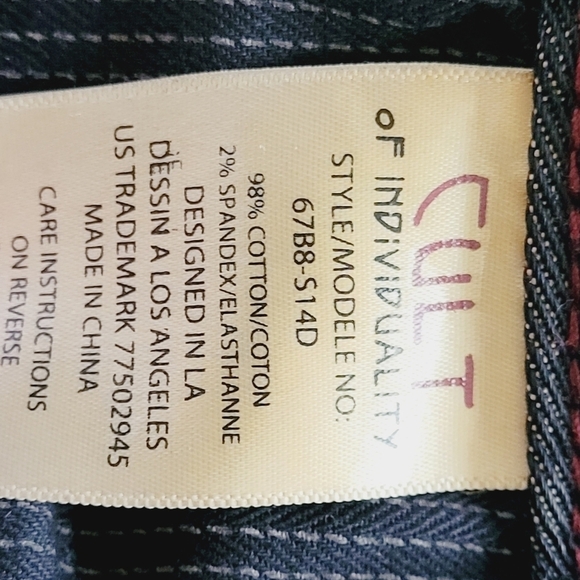 CULT
OF INDIVIDUALITY
STYLE/MODELE NO:
67B8-S14D
98% COTTON/COTON
2% SPANDEX/ELASTHANNE
DESIGNED IN LA
DESSINÉ A LOS ANGELES
US TRADEMARK 77502945
MADE IN CHINA
CARE INSTRUCTIONS
ON REVERSE